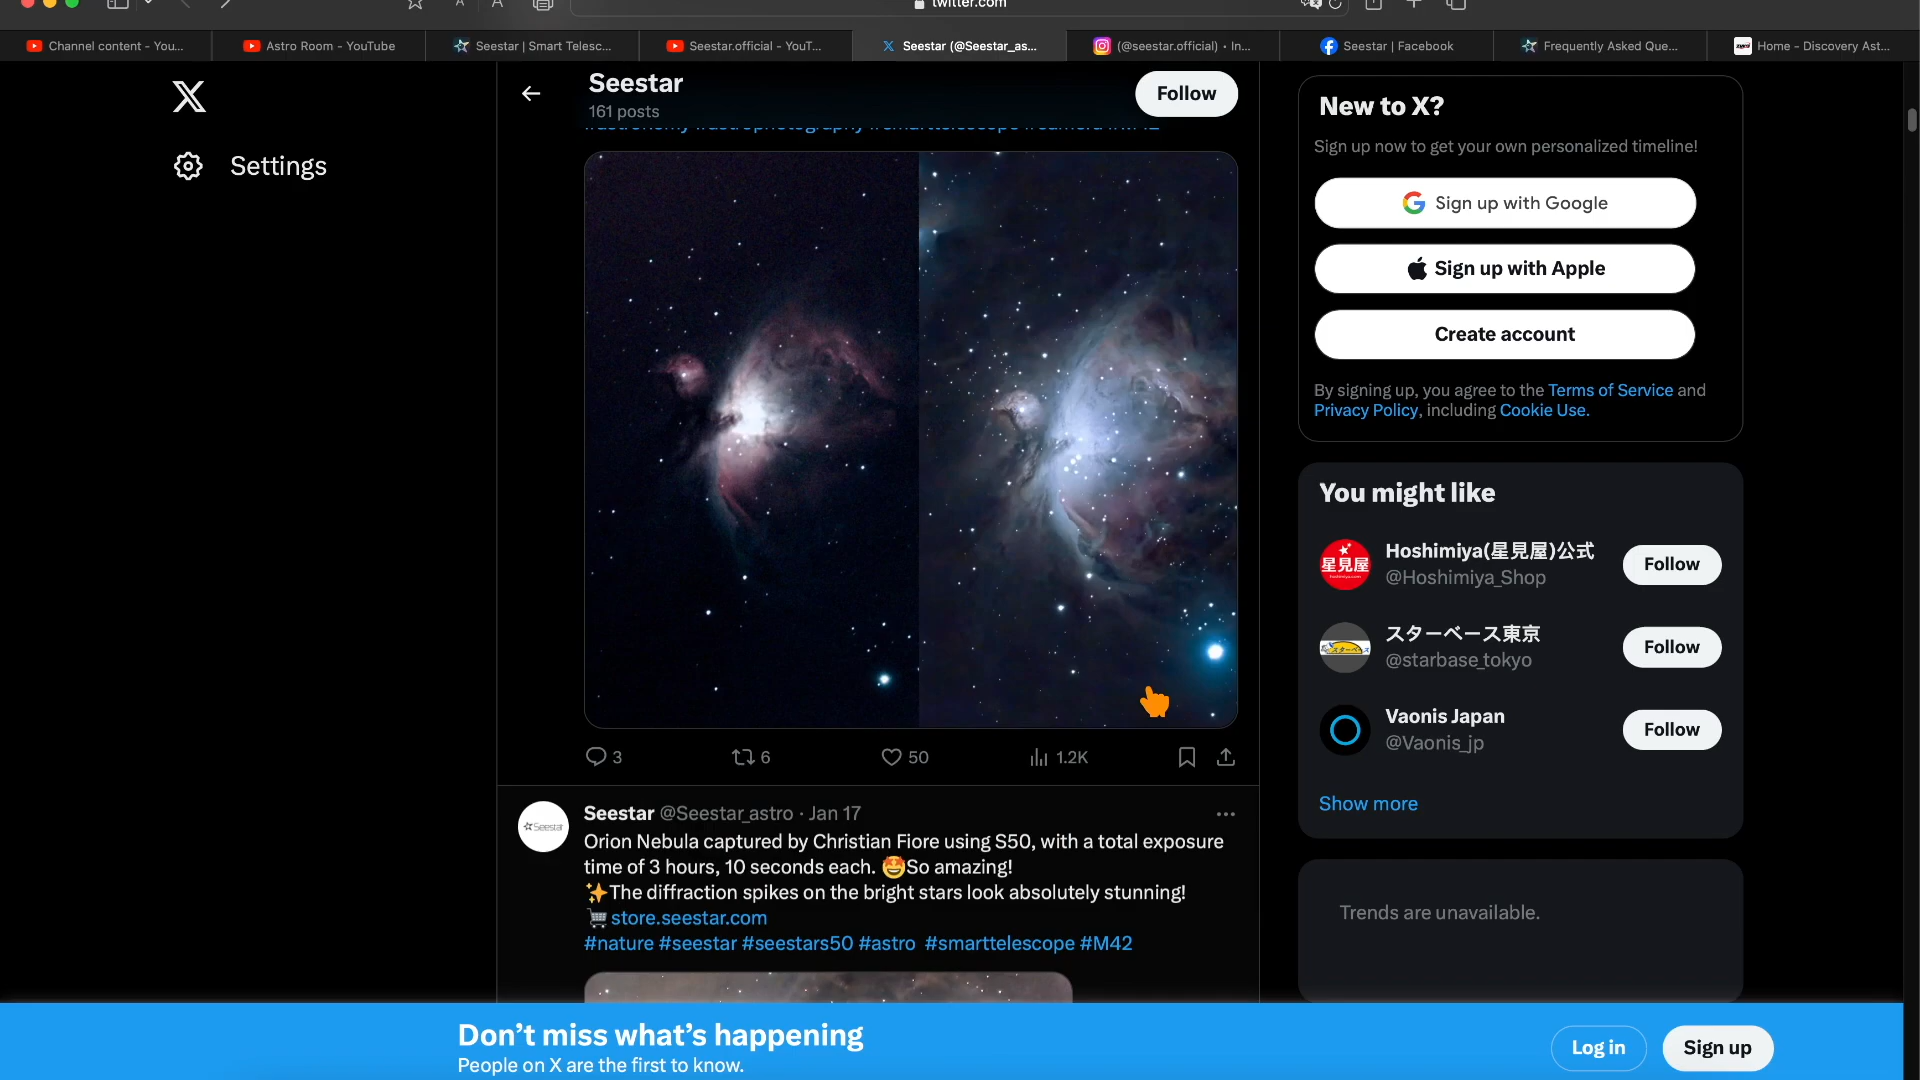 twitter.com
Channel content - You...
Astro Room - YouTube
Seestar | Smart Telesc...
Seestar.official - YouT...
Seestar (@Seestar_as...
(@seestar.official) • In...
Seestar | Facebook
Frequently Asked Que...
Home - Discovery Ast...
Settings
Seestar
161 posts
Follow
#astronomy #astrophotography #smarttelescope #camera #M42
3
6
50
1.2K
Seestar @Seestar_astro · Jan 17
Orion Nebula captured by Christian Fiore using S50, with a total exposure
time of 3 hours, 10 seconds each. 🤩So amazing!
✨The diffraction spikes on the bright stars look absolutely stunning!
🛒store.seestar.com
#nature #seestar #seestars50 #astro #smarttelescope #M42
New to X?
Sign up now to get your own personalized timeline!
Sign up with Google
Sign up with Apple
Create account
By signing up, you agree to the Terms of Service and
Privacy Policy, including Cookie Use.
You might like
星見屋
Hoshimiya(星見屋)公式
@Hoshimiya_Shop
Follow
スターベース東京
@starbase_tokyo
Follow
Vaonis Japan
@Vaonis_jp
Follow
Show more
Trends are unavailable.
Don't miss what's happening
People on X are the first to know.
Log in
Sign up